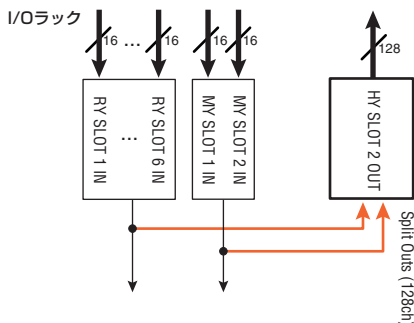 I/Oラック
16 ... 16 16 16 128
RY SLOT 1 IN
...
RY SLOT 6 IN
MY SLOT 1 IN
MY SLOT 2 IN
HY SLOT 2 OUT
Split Outs (128ch)